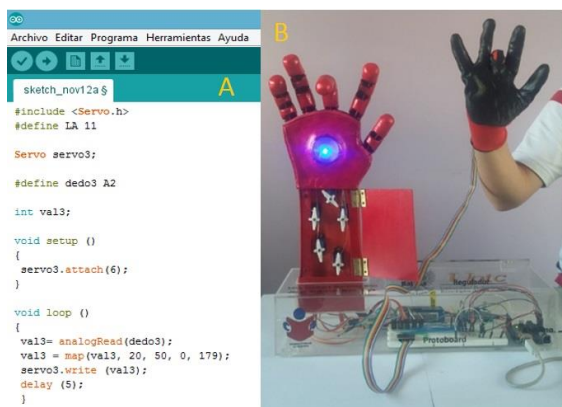 Archivo Editar Programa Herramientas Ayuda
A
sketch_nov12a §
#include <Servo.h>
#define LA 11
Servo servo3;
#define dedo3 A2
int val3;
void setup ()
{
servo3.attach(6);
}
void loop ()
{
val3= analogRead(dedo3);
val3 = map(val3, 20, 50, 0, 179);
servo3.write (val3);
delay (5);
}
B
Protoboard